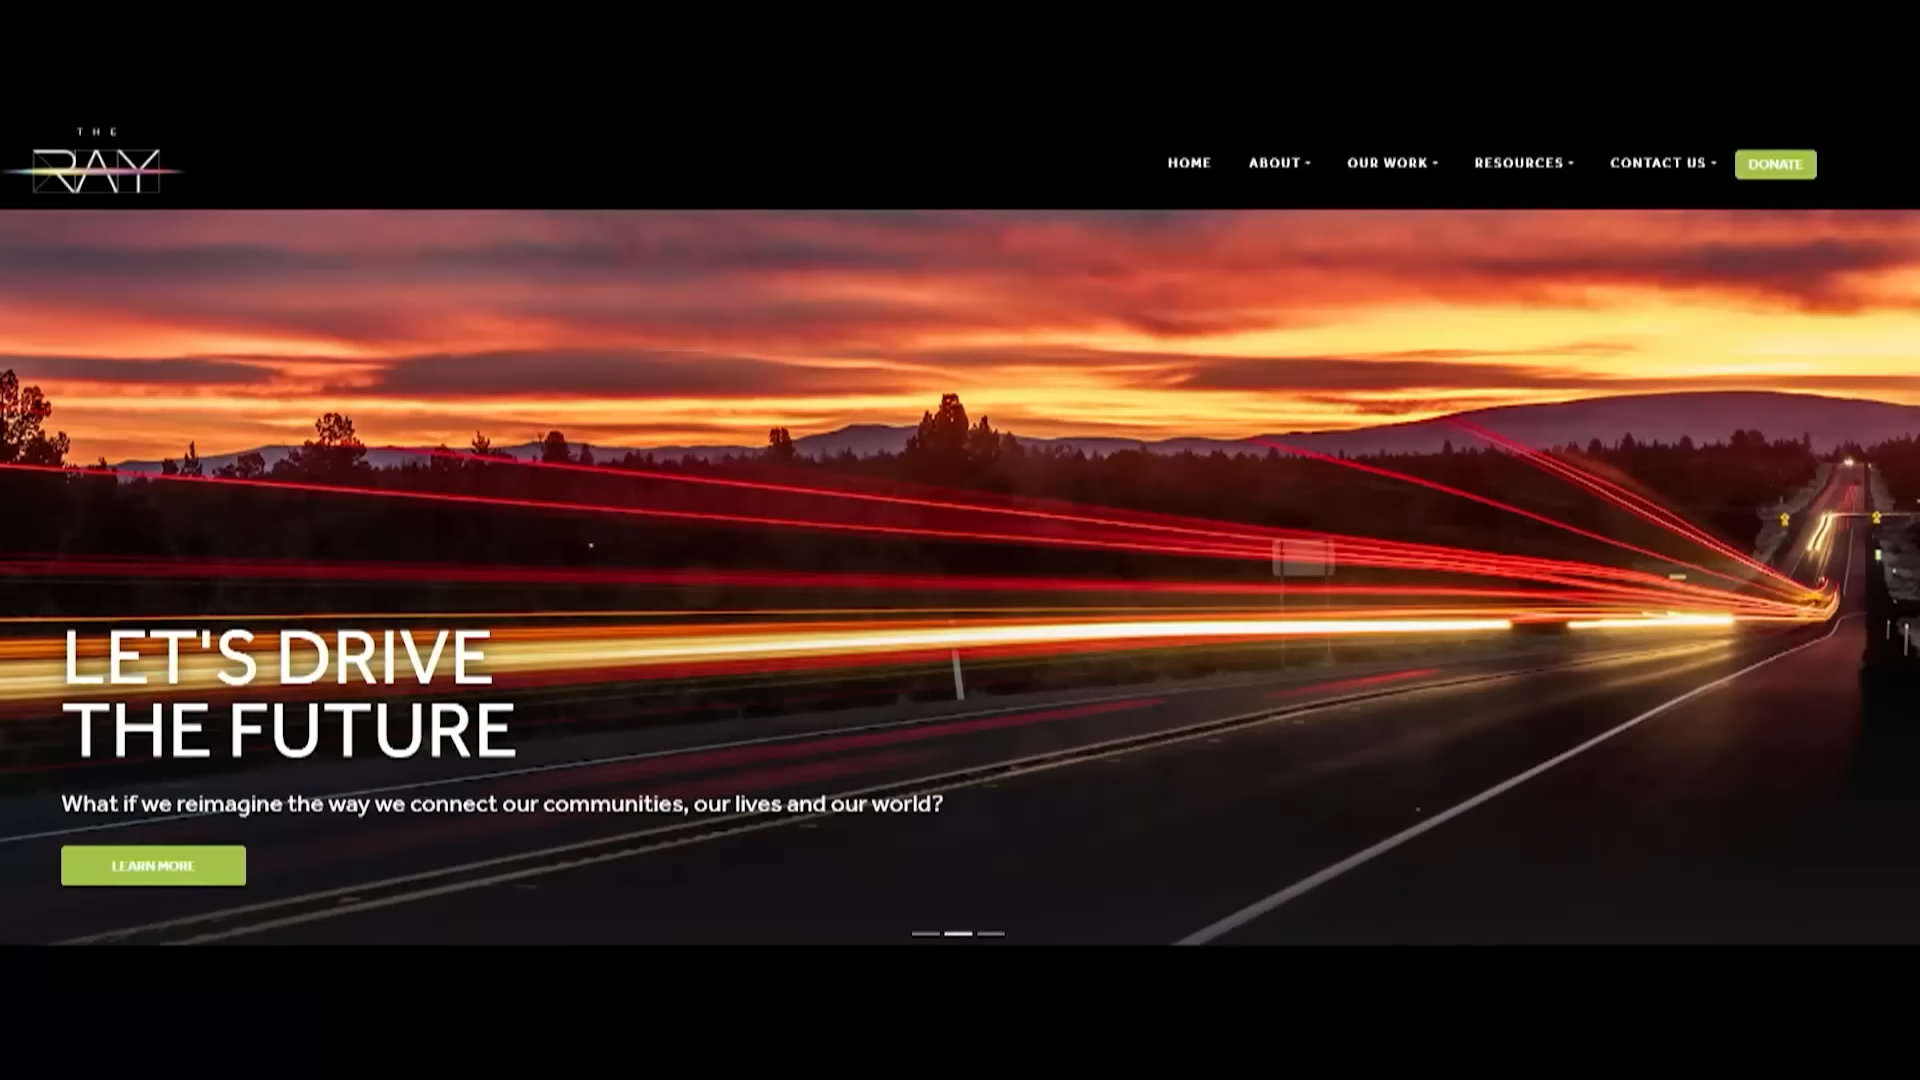 THE
RAY
HOME ABOUT OUR WORK RESOURCES CONTACT US DONATE
LET'S DRIVE
THE FUTURE
What if we reimagine the way we connect our communities, our lives and our world?
LEARN MORE